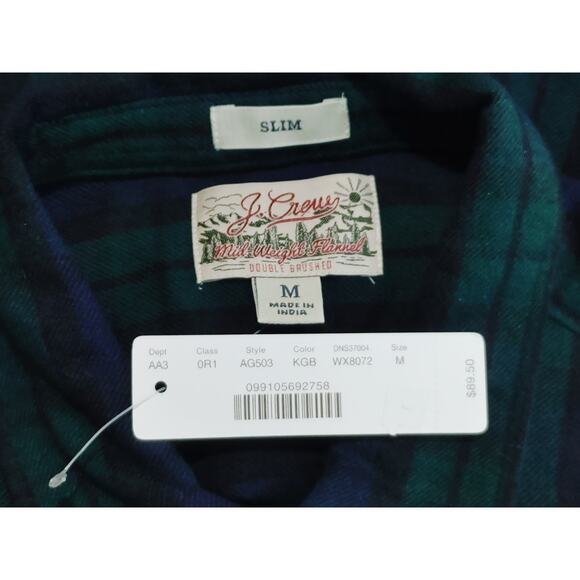 SLIM
J. Crew
Mid-Weight Flannel
DOUBLE BRUSHED
M
MADE IN
INDIA
Dept Class Style Color DNS37004. Size
AA3 0R1 AG503 KGB WX8072 M
099105692758
$89.50